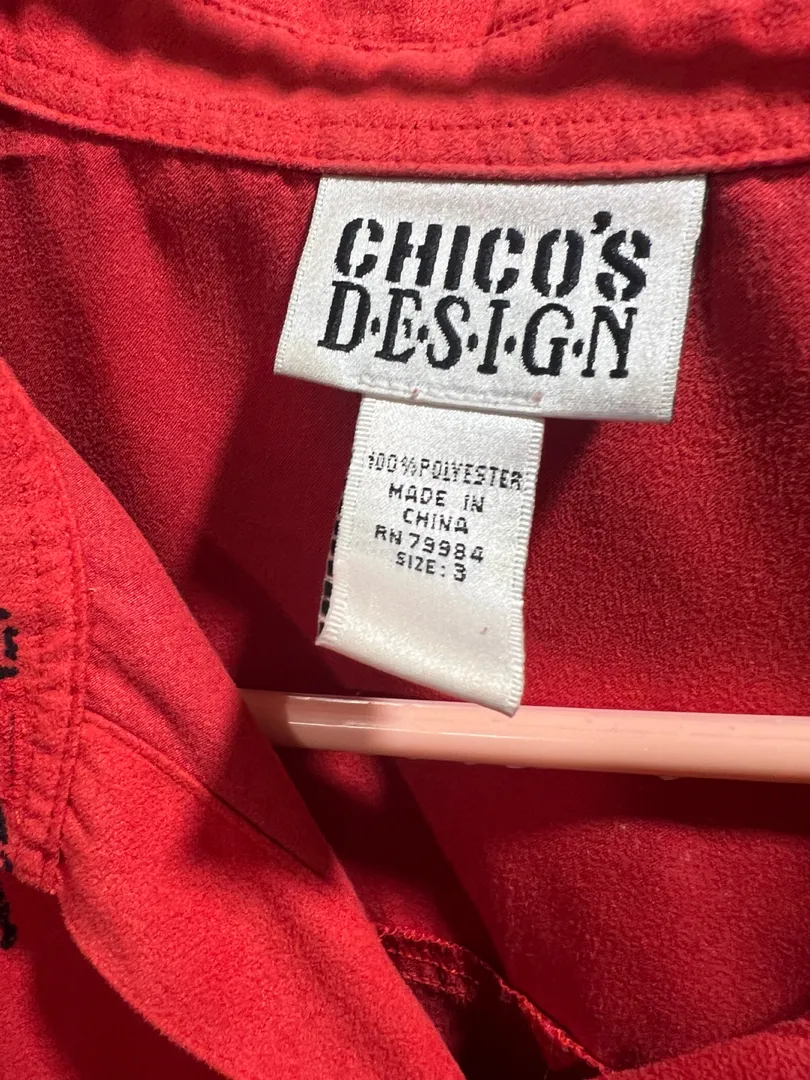 CHICO'S
D·E·S·I·G·N
100% POLYESTER
MADE IN
CHINA
RN 79984
SIZE: 3